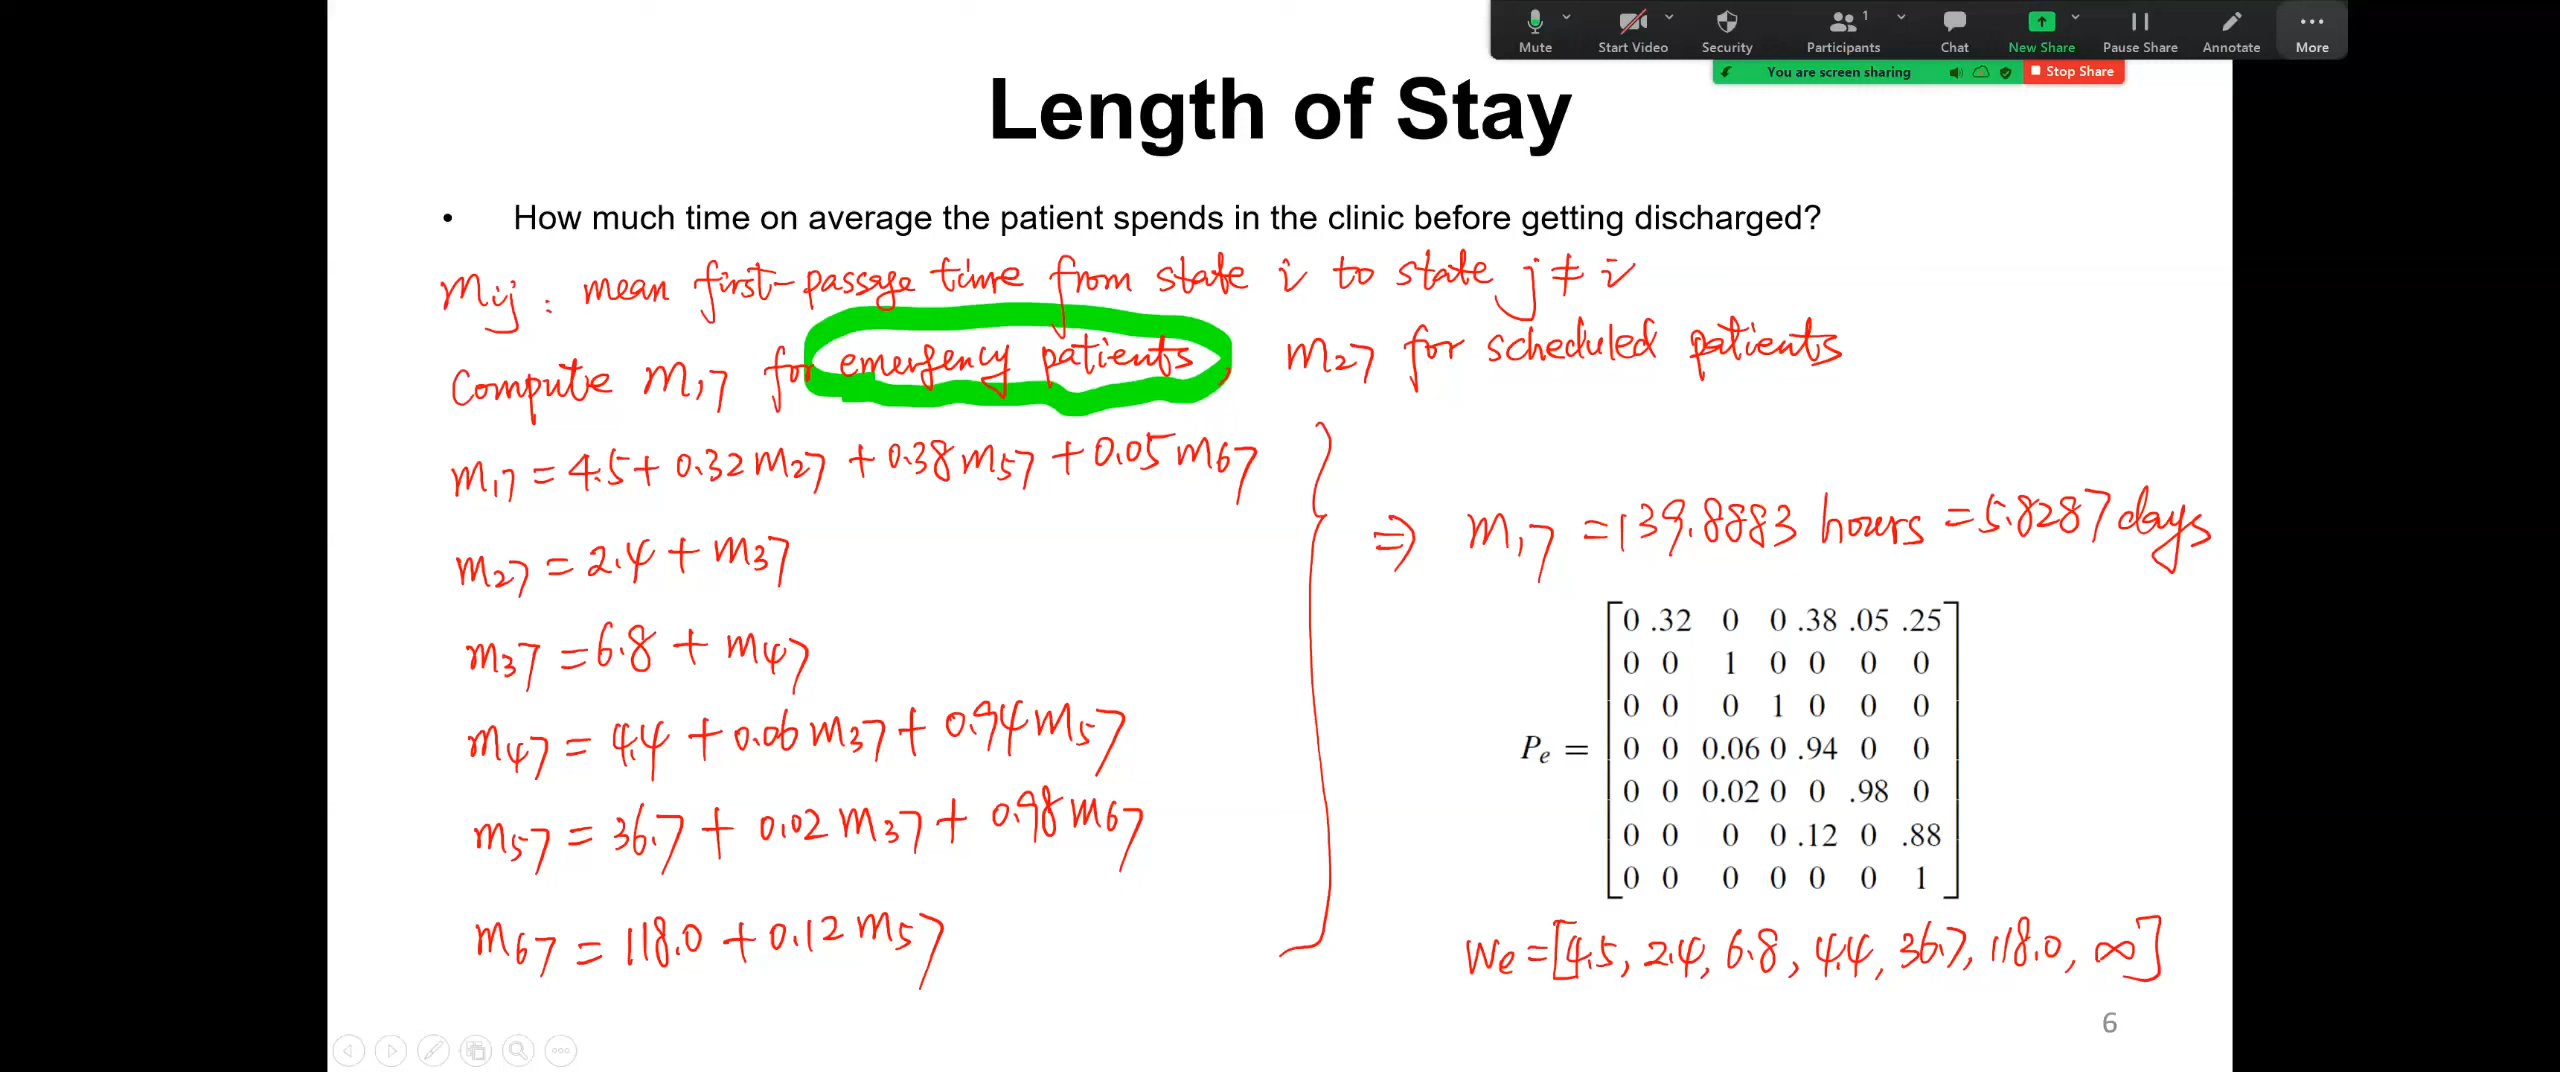 Mute
Start Video
Security
Participants 1
Chat
New Share
Pause Share
Annotate
More
You are screen sharing
Stop Share
Length of Stay
• How much time on average the patient spends in the clinic before getting discharged?
mij : mean first-passage time from state i to state j ≠ i
Compute m17 for emergency patients, m27 for scheduled patients
m17 = 4.5 + 0.32 m27 + 0.38 m57 + 0.05 m67
m27 = 2.4 + m37
m37 = 6.8 + m47
m47 = 4.4 + 0.06 m37 + 0.94 m57
m57 = 36.7 + 0.02 m37 + 0.98 m67
m67 = 118.0 + 0.12 m57
⇒ m17 = 139.8883 hours = 5.8287 days
Pe =
0 .32 0 0 .38 .05 .25
0 0 1 0 0 0 0
0 0 0 1 0 0 0
0 0 0.06 0 .94 0 0
0 0 0.02 0 0 .98 0
0 0 0 0 .12 0 .88
0 0 0 0 0 0 1
We = [4.5, 2.4, 6.8, 4.4, 36.7, 118.0, ∞]
6